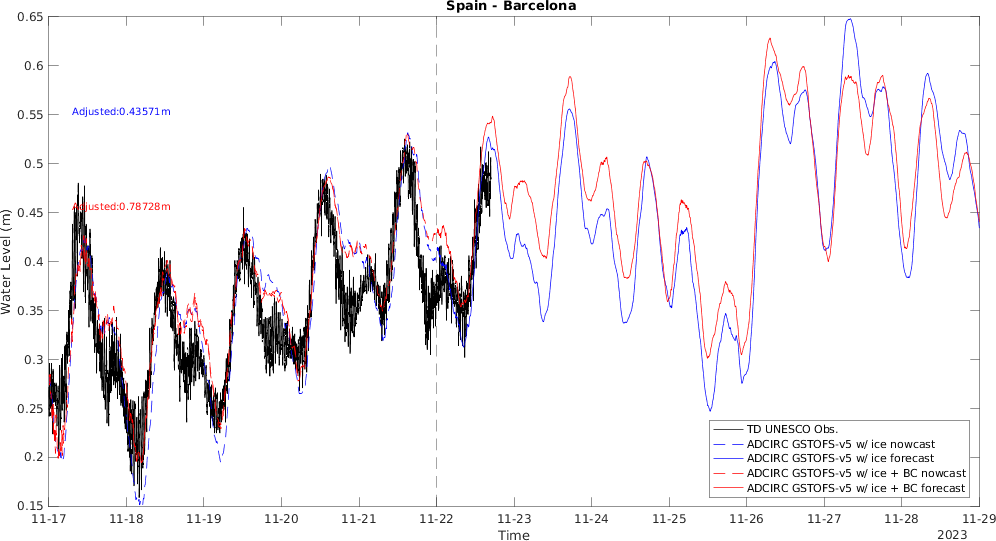 Spain - Barcelona
0.65
0.6
0.55
0.5
0.45
0.4
0.35
0.3
0.25
0.2
0.15
Water Level (m)
Adjusted:0.43571m
Adjusted:0.78728m
TD UNESCO Obs.
ADCIRC GSTOFS-v5 w/ ice nowcast
ADCIRC GSTOFS-v5 w/ ice forecast
ADCIRC GSTOFS-v5 w/ ice + BC nowcast
ADCIRC GSTOFS-v5 w/ ice + BC forecast
11-17 11-18 11-19 11-20 11-21 11-22 11-23 11-24 11-25 11-26 11-27 11-28 11-29
Time
2023